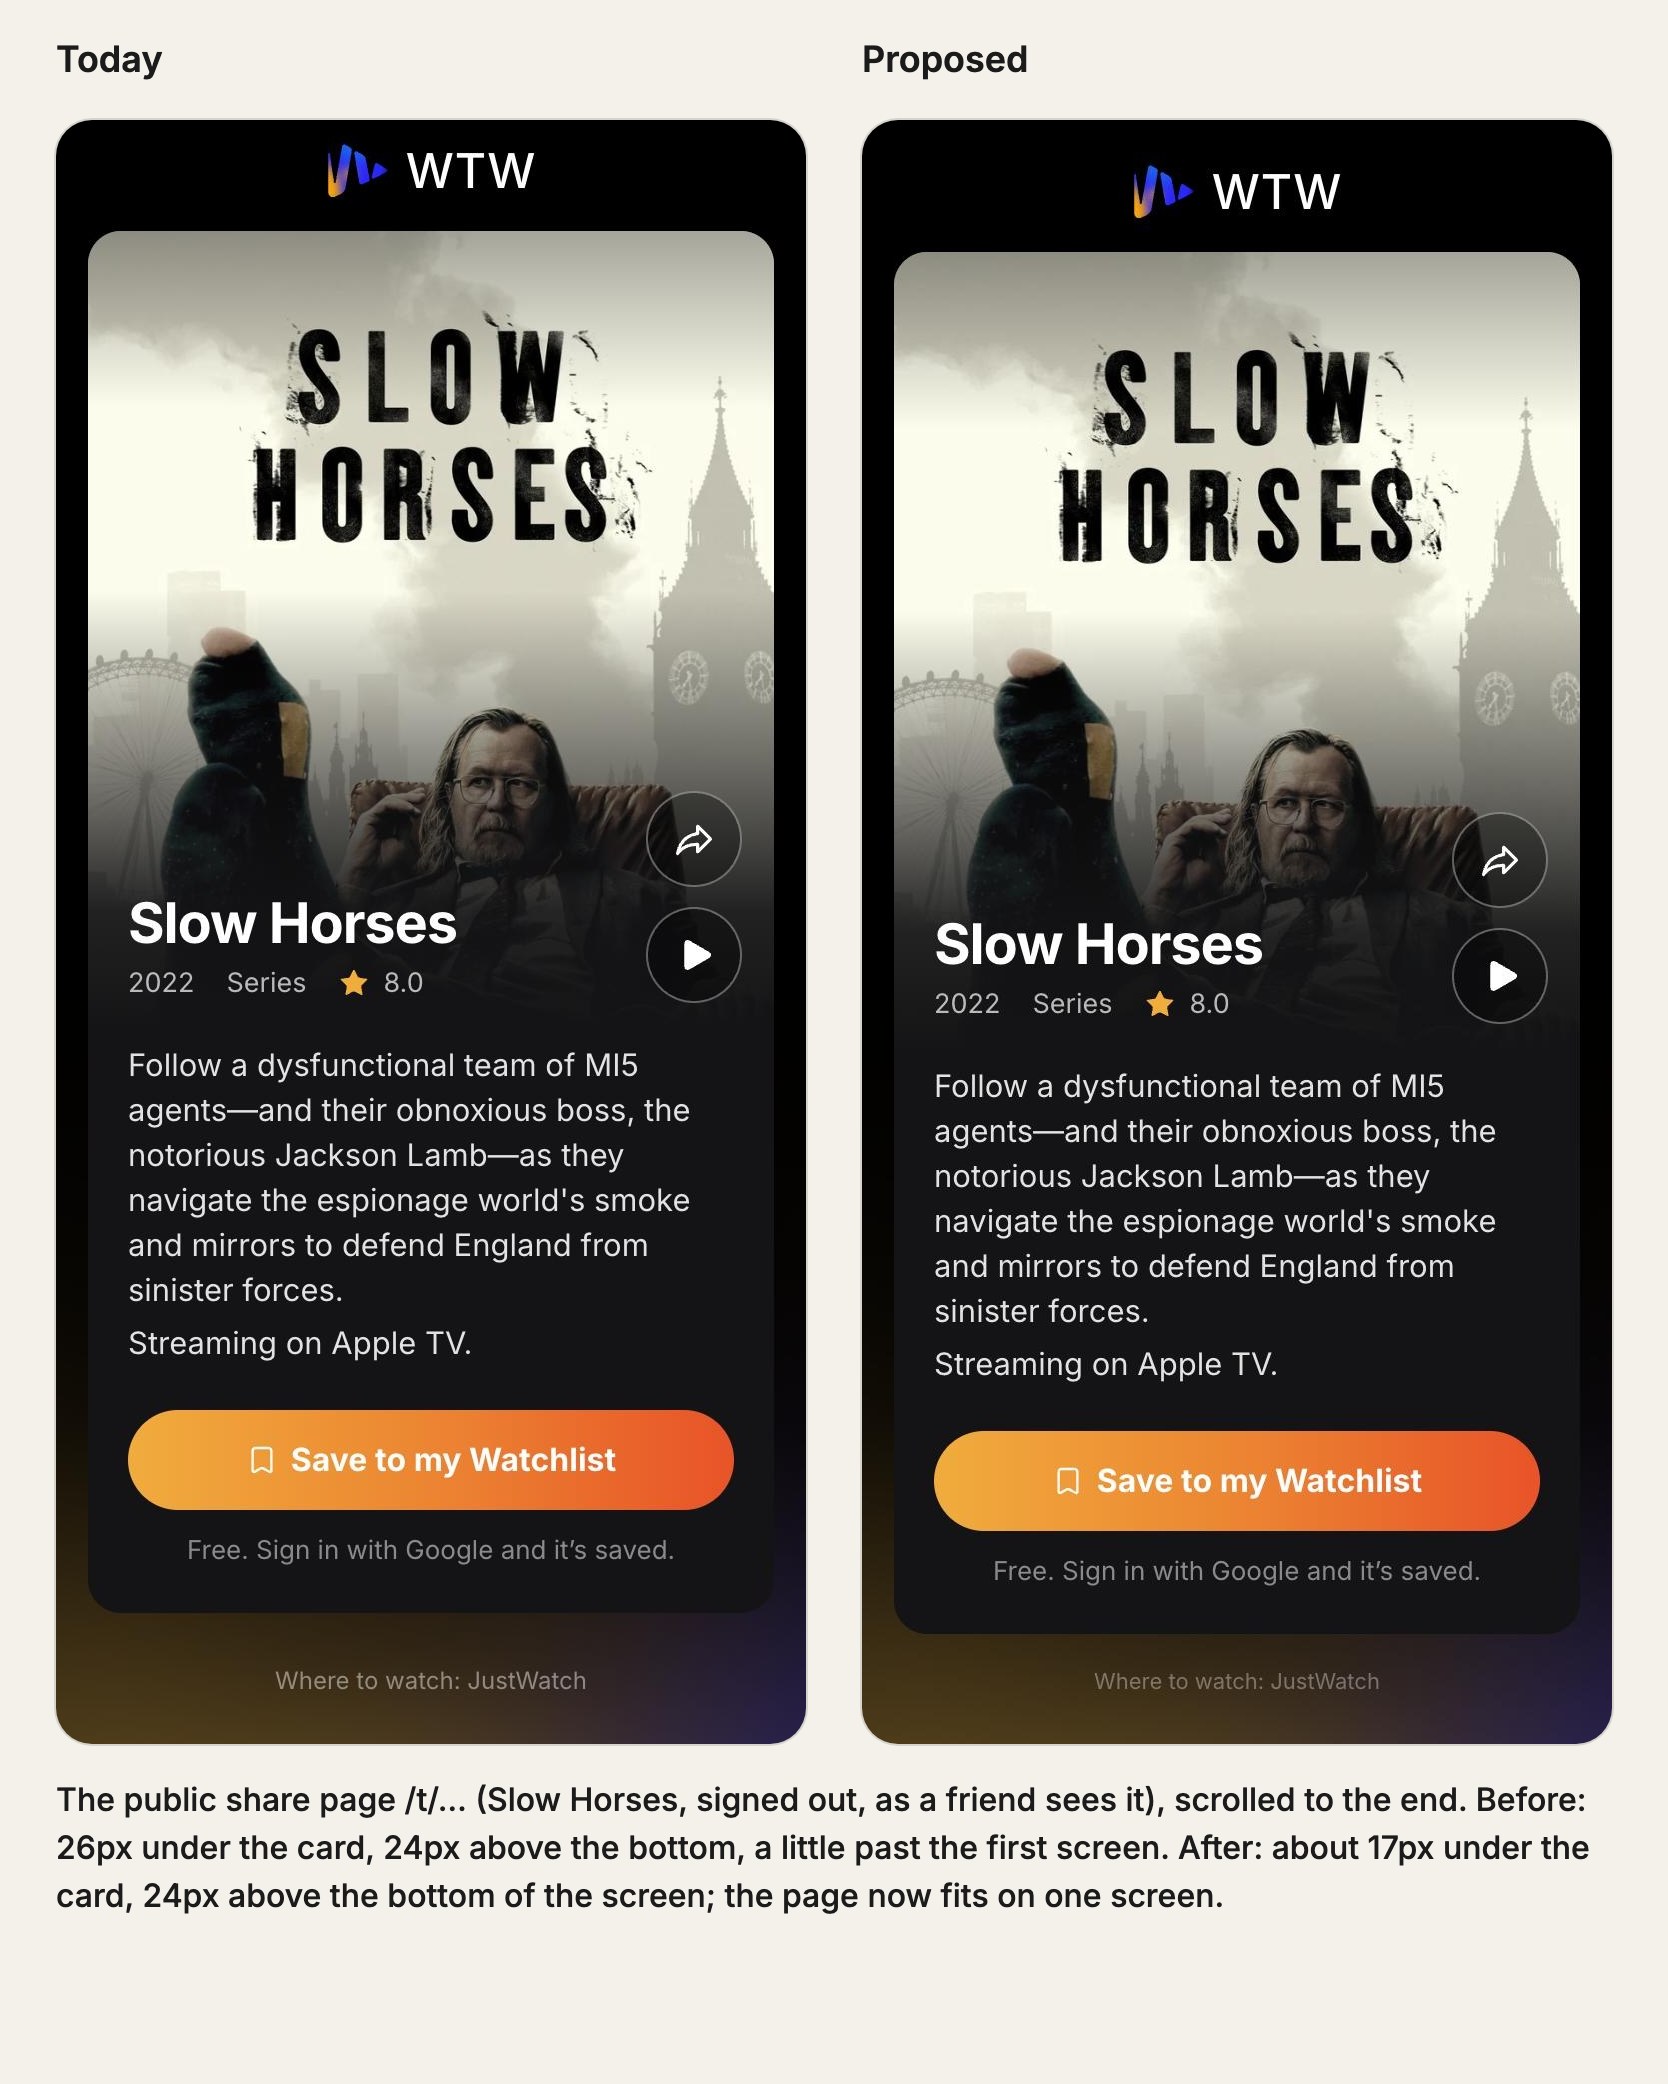 Today
WTW
SLOW
HORSES
Slow Horses
2022 Series 8.0
Follow a dysfunctional team of MI5
agents—and their obnoxious boss, the
notorious Jackson Lamb—as they
navigate the espionage world's smoke
and mirrors to defend England from
sinister forces.
Streaming on Apple TV.
Save to my Watchlist
Free. Sign in with Google and it’s saved.
Where to watch: JustWatch
Proposed
WTW
SLOW
HORSES
Slow Horses
2022 Series 8.0
Follow a dysfunctional team of MI5
agents—and their obnoxious boss, the
notorious Jackson Lamb—as they
navigate the espionage world's smoke
and mirrors to defend England from
sinister forces.
Streaming on Apple TV.
Save to my Watchlist
Free. Sign in with Google and it’s saved.
Where to watch: JustWatch
The public share page /t/... (Slow Horses, signed out, as a friend sees it), scrolled to the end. Before:
26px under the card, 24px above the bottom, a little past the first screen. After: about 17px under the
card, 24px above the bottom of the screen; the page now fits on one screen.